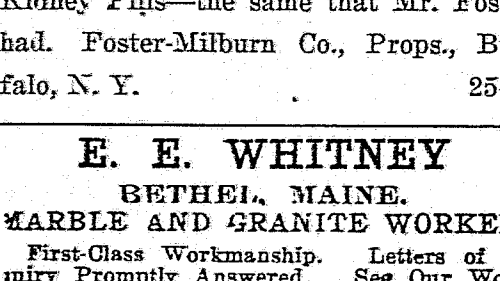 Kidney Pills—the same that Mr. Fos
had. Foster-Milburn Co., Props., B
falo, N. Y. 25
E. E. WHITNEY
BETHEL, MAINE.
MARBLE AND GRANITE WORKE
First-Class Workmanship. Letters of
uiry Promptly Answered. See Our Wo